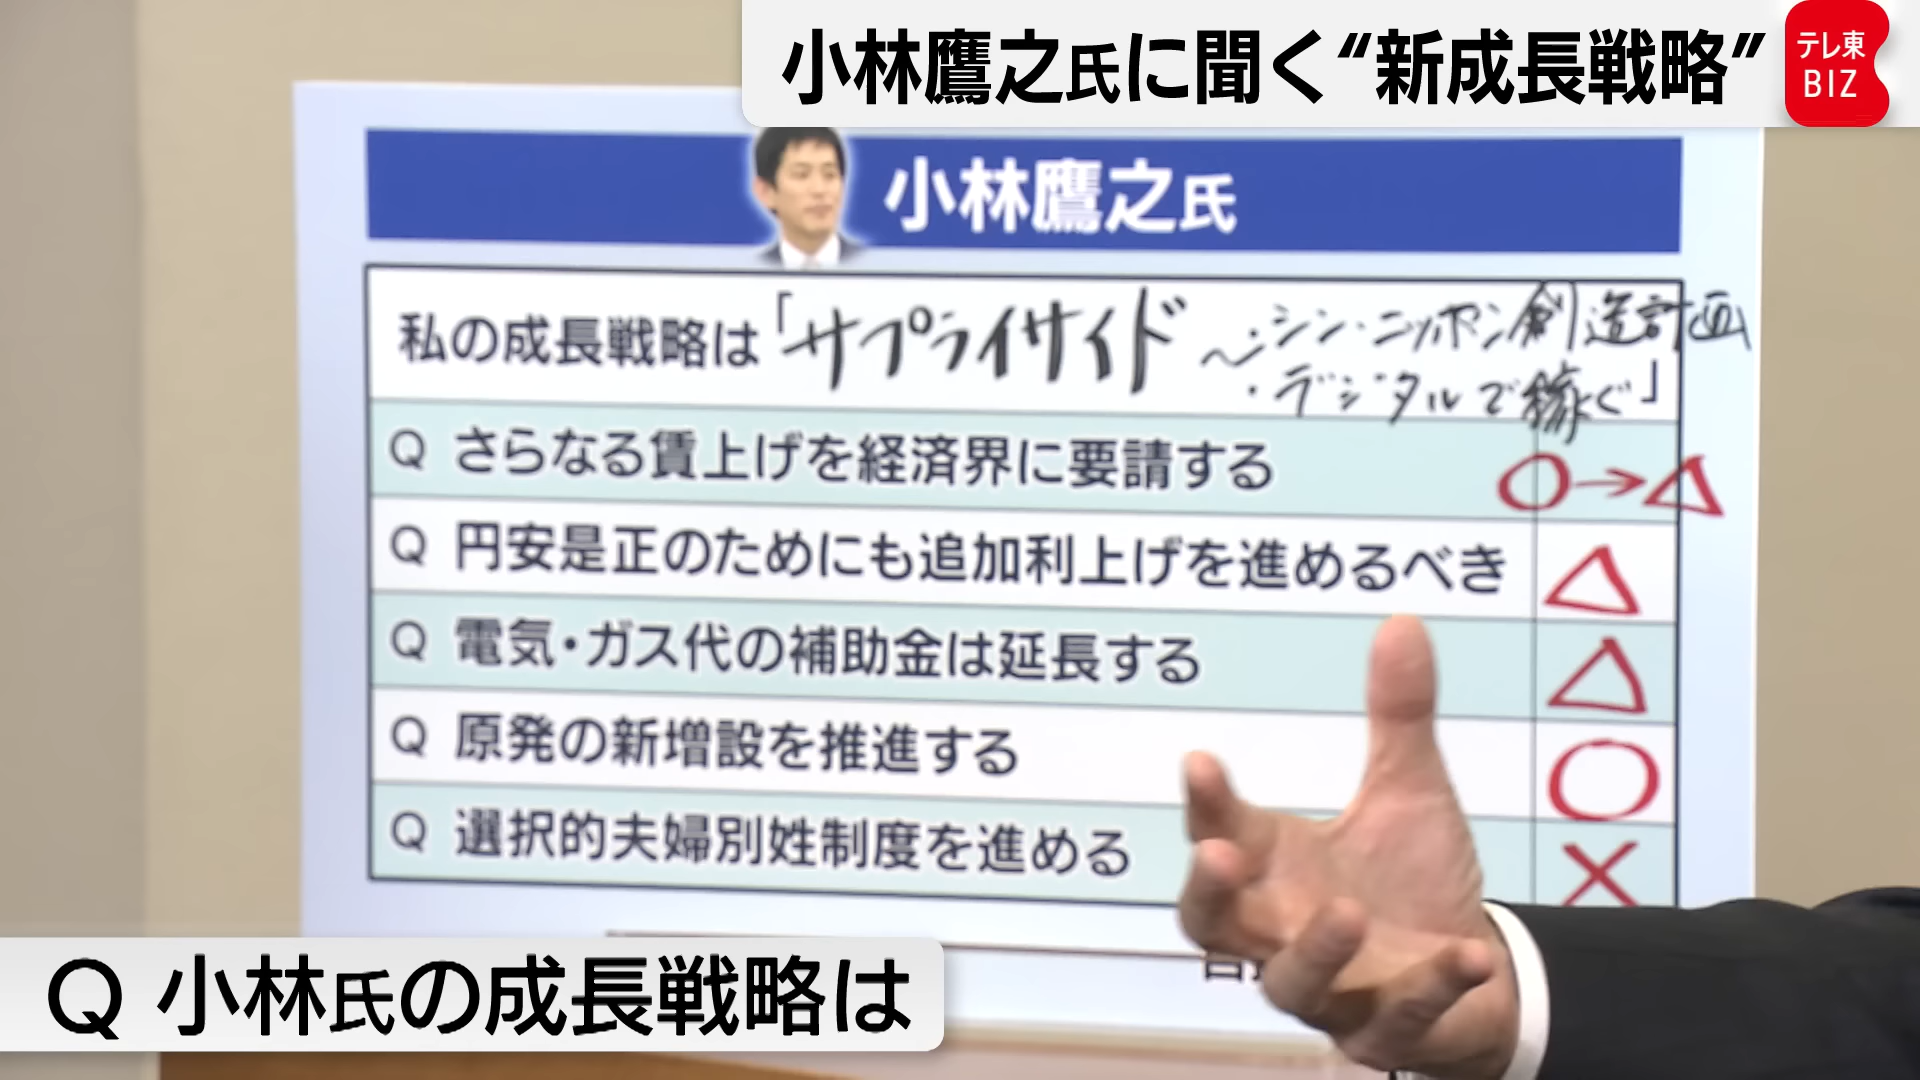 小林鷹之氏に聞く“新成長戦略”
テレ東
BIZ
小林鷹之氏
私の成長戦略は「サプライサイド 〜・シン・ニッポン創造計画
・デジタルで稼ぐ」
Q さらなる賃上げを経済界に要請する ○→△
Q 円安是正のためにも追加利上げを進めるべき △
Q 電気・ガス代の補助金は延長する △
Q 原発の新増設を推進する ○
Q 選択的夫婦別姓制度を進める ×
Q 小林氏の成長戦略は